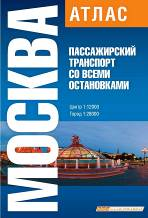 АТЛАС
МОСКВА
ПАССАЖИРСКИЙ
ТРАНСПОРТ
СО ВСЕМИ
ОСТАНОВКАМИ
Центр 1:12000
Город 1:28000